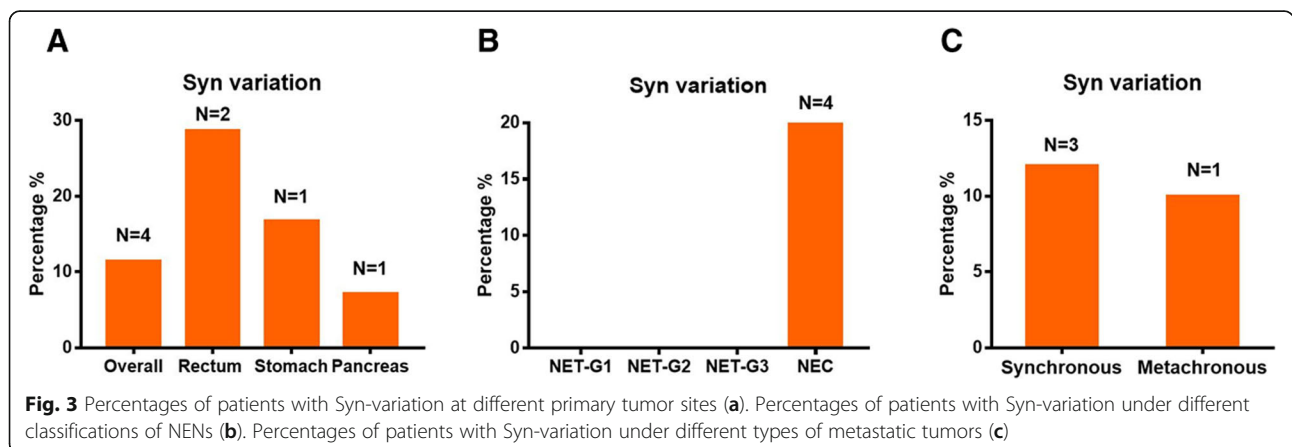 A
Syn variation
Percentage %
30
20
10
0
N=4
N=2
N=1
N=1
Overall Rectum Stomach Pancreas
B
Syn variation
Percentage %
20
15
10
5
0
N=4
NET-G1 NET-G2 NET-G3 NEC
C
Syn variation
Percentage %
15
10
5
0
N=3
N=1
Synchronous Metachronous
Fig. 3 Percentages of patients with Syn-variation at different primary tumor sites (a). Percentages of patients with Syn-variation under different
classifications of NENs (b). Percentages of patients with Syn-variation under different types of metastatic tumors (c)